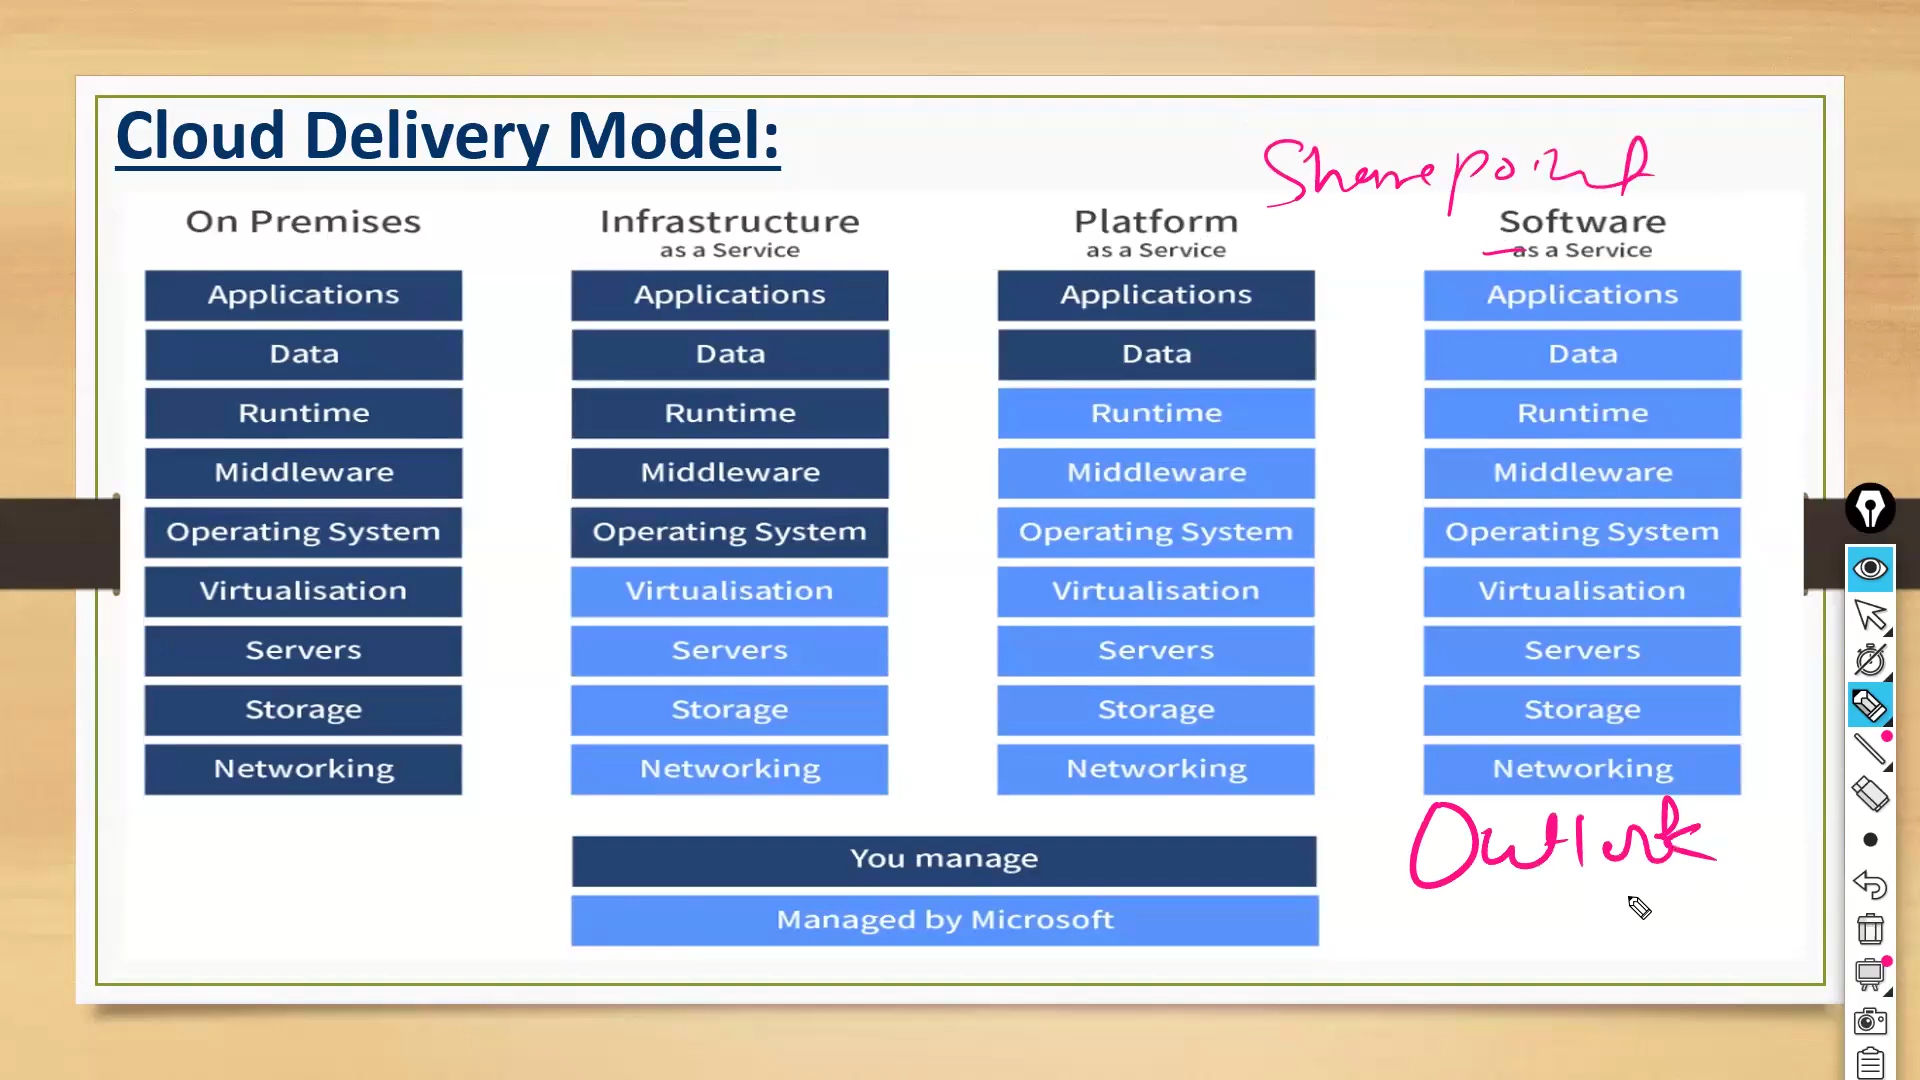 Cloud Delivery Model:
Sharepoint
On Premises
Applications
Data
Runtime
Middleware
Operating System
Virtualisation
Servers
Storage
Networking
Infrastructure
as a Service
Applications
Data
Runtime
Middleware
Operating System
Virtualisation
Servers
Storage
Networking
Platform
as a Service
Applications
Data
Runtime
Middleware
Operating System
Virtualisation
Servers
Storage
Networking
Software
as a Service
Applications
Data
Runtime
Middleware
Operating System
Virtualisation
Servers
Storage
Networking
Outlook
You manage
Managed by Microsoft